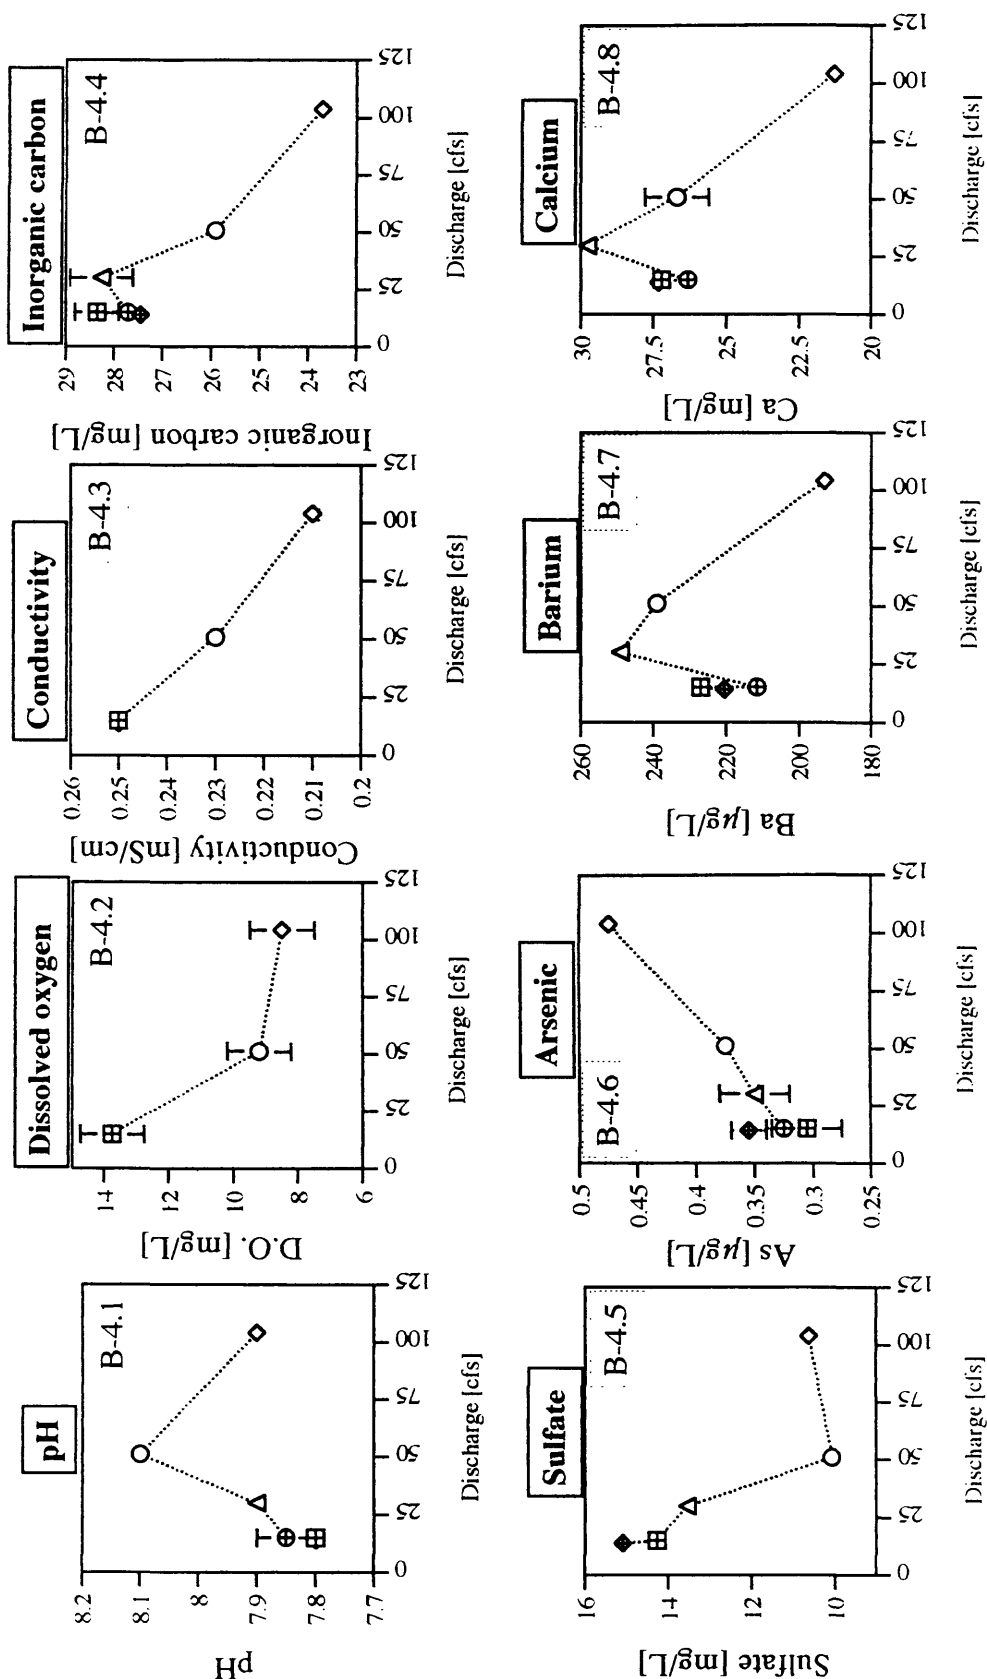 pH
B-4.1
8.2
8.1
8
7.9
7.8
7.7
pH
0
25
50
75
100
125
Discharge [cfs]
Dissolved oxygen
B-4.2
14
12
10
8
6
D.O. [mg/L]
0
25
50
75
100
125
Discharge [cfs]
Conductivity
B-4.3
0.26
0.25
0.24
0.23
0.22
0.21
0.2
Conductivity [mS/cm]
0
25
50
75
100
125
Discharge [cfs]
Inorganic carbon
B-4.4
29
28
27
26
25
24
23
Inorganic carbon [mg/L]
0
25
50
75
100
125
Discharge [cfs]
Sulfate
B-4.5
16
14
12
10
Sulfate [mg/L]
0
25
50
75
100
125
Discharge [cfs]
Arsenic
B-4.6
0.5
0.45
0.4
0.35
0.3
0.25
As [µg/L]
0
25
50
75
100
125
Discharge [cfs]
Barium
B-4.7
260
240
220
200
180
Ba [µg/L]
0
25
50
75
100
125
Discharge [cfs]
Calcium
B-4.8
30
27.5
25
22.5
20
Ca [mg/L]
0
25
50
75
100
125
Discharge [cfs]